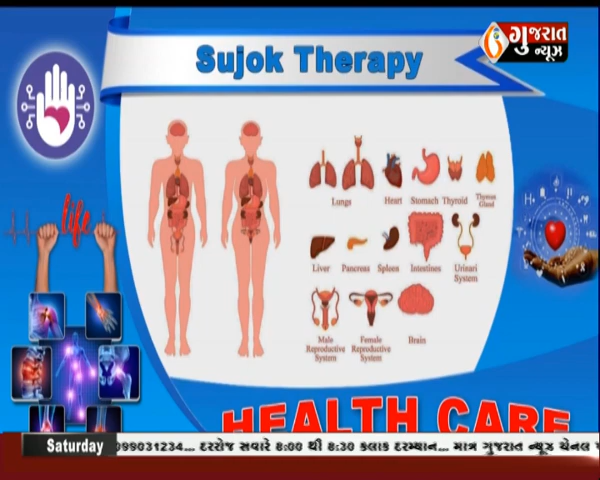 ગુજરાત
ન્યૂઝ
Sujok Therapy
life
Lungs Heart Stomach Thyroid Thymus Gland
Liver Pancreas Spleen Intestines Urinari System
Male Reproductive System Female Reproductive System Brain
HEALTH CARE
Saturday 099031234... દરરોજ સવારે 8:00 થી 8:30 કલાક દરમ્યાન... માત્ર ગુજરાત ન્યૂઝ ચેનલ